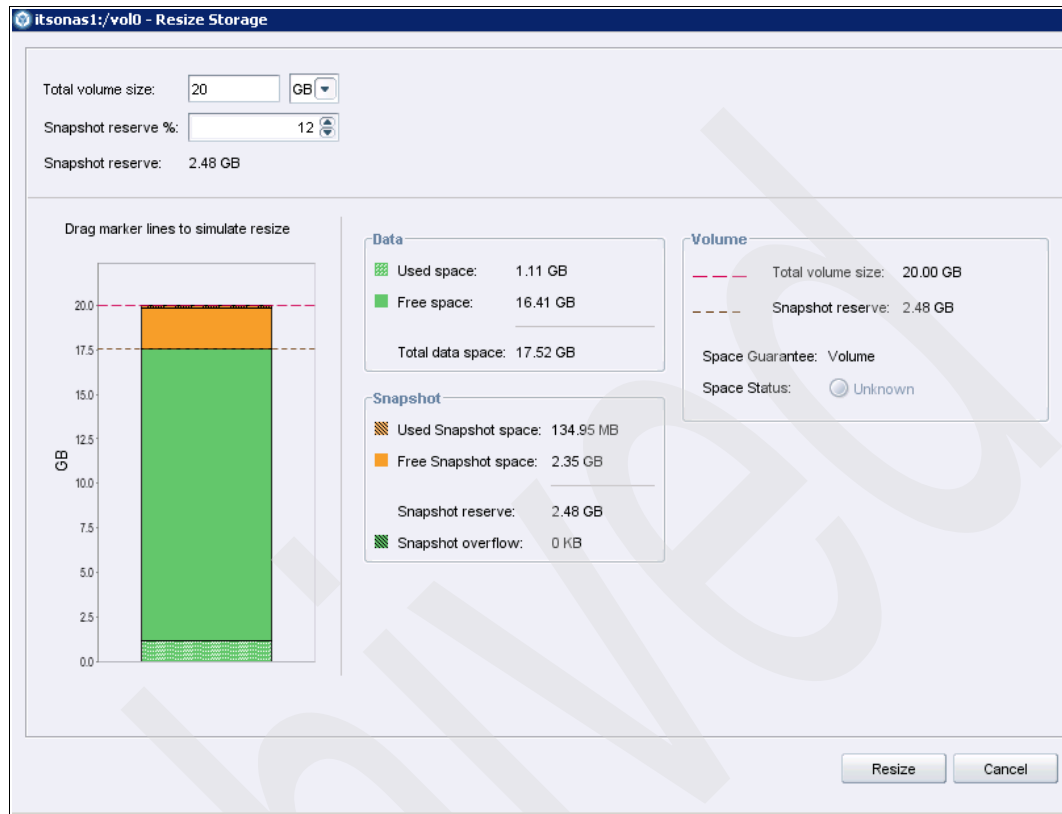 itsonas1:/vol0 - Resize Storage
Total volume size: 20 GB
Snapshot reserve %: 12
Snapshot reserve: 2.48 GB
Drag marker lines to simulate resize
GB
20.0
17.5
15.0
12.5
10.0
7.5
5.0
2.5
0.0
Data
Used space: 1.11 GB
Free space: 16.41 GB
Total data space: 17.52 GB
Snapshot
Used Snapshot space: 134.95 MB
Free Snapshot space: 2.35 GB
Snapshot reserve: 2.48 GB
Snapshot overflow: 0 KB
Volume
Total volume size: 20.00 GB
Snapshot reserve: 2.48 GB
Space Guarantee: Volume
Space Status: Unknown
Resize
Cancel
hived